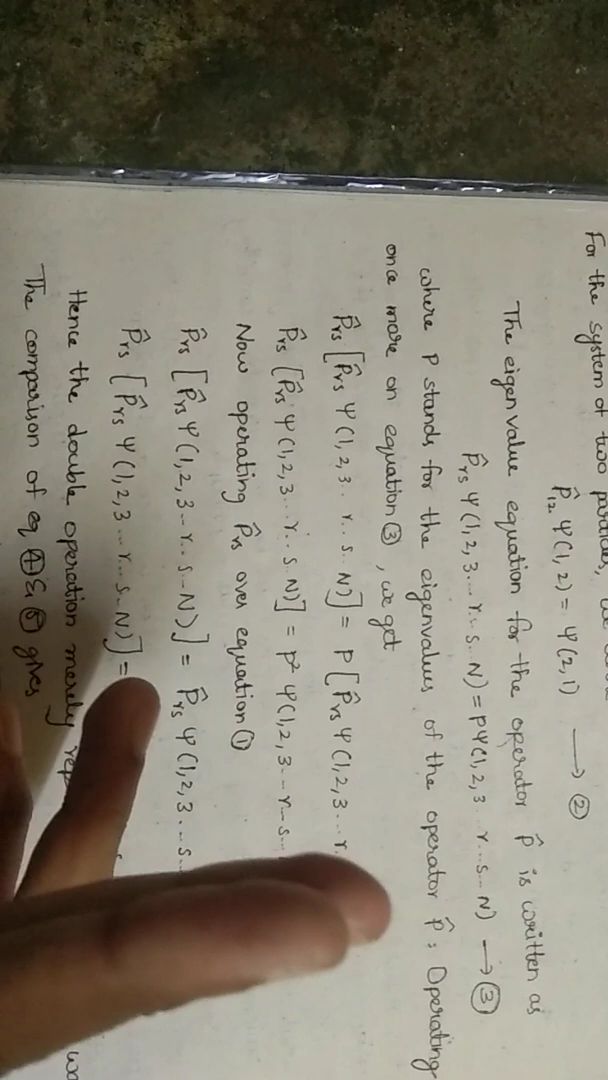 For the system of two particles, we
P̂₁₂ ψ(1,2) = ψ(2,1) → ②
The eigen value equation for the operator P̂ is written as
P̂rs ψ(1,2,3...r...s...N) = Pψ(1,2,3...r...s...N) → ③
where P stands for the eigenvalues of the operator P̂: Operating
once more on equation ③, we get
P̂rs [P̂rs ψ(1,2,3..r..s..N)] = P[P̂rs ψ(1,2,3...r.
P̂rs [P̂rs ψ(1,2,3...r...s.N)] = P² ψ(1,2,3--r--s--
Now operating P̂rs over equation ①
P̂rs [P̂rs ψ(1,2,3--r..s--N)] = P̂rs ψ(1,2,3...s..
P̂rs [P̂rs ψ(1,2,3...r...s..N)] =
Hence the double operation merely
The comparison of eq ④ & ⑤ gives